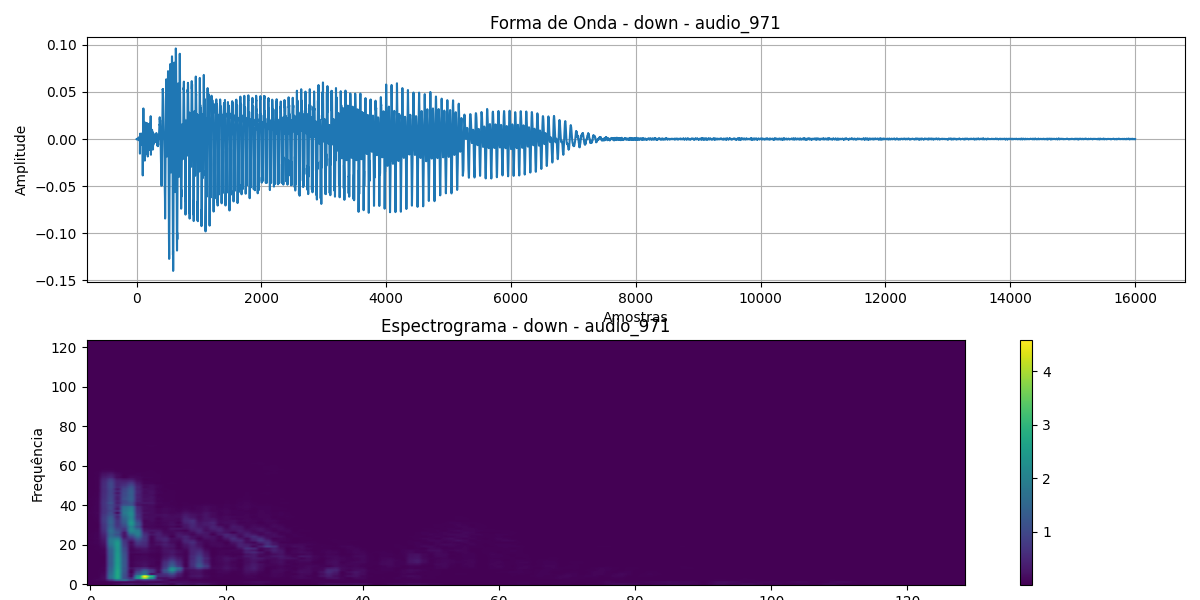 Forma de Onda - down - audio_971
0.10
0.05
0.00
−0.05
−0.10
−0.15
Amplitude
0 2000 4000 6000 8000 10000 12000 14000 16000
Amostras
Espectrograma - down - audio_971
120
100
80
60
40
20
0
Frequência
4
3
2
1
0 20 40 60 80 100 120